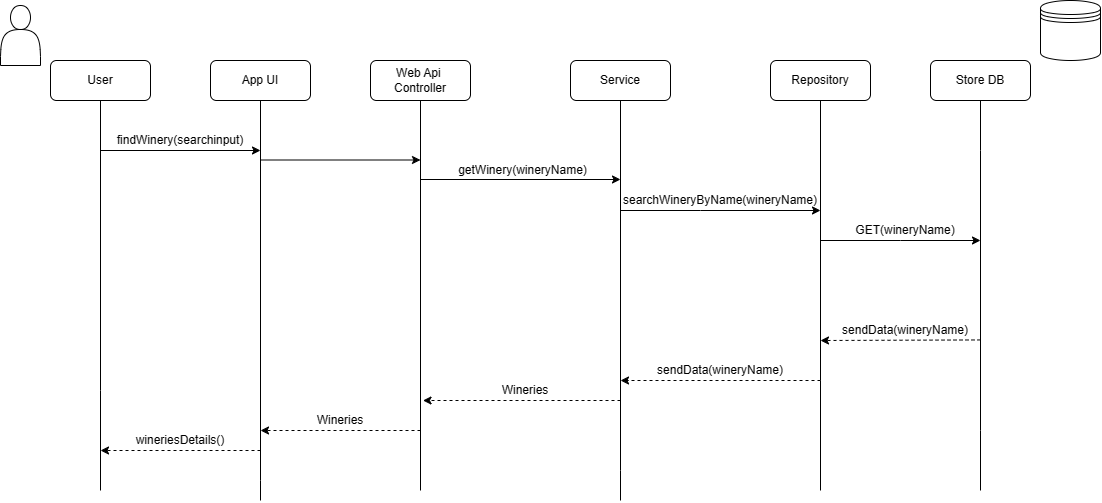 User
App UI
Web Api
Controller
Service
Repository
Store DB
findWinery(searchinput)
getWinery(wineryName)
searchWineryByName(wineryName)
GET(wineryName)
sendData(wineryName)
sendData(wineryName)
Wineries
Wineries
wineriesDetails()